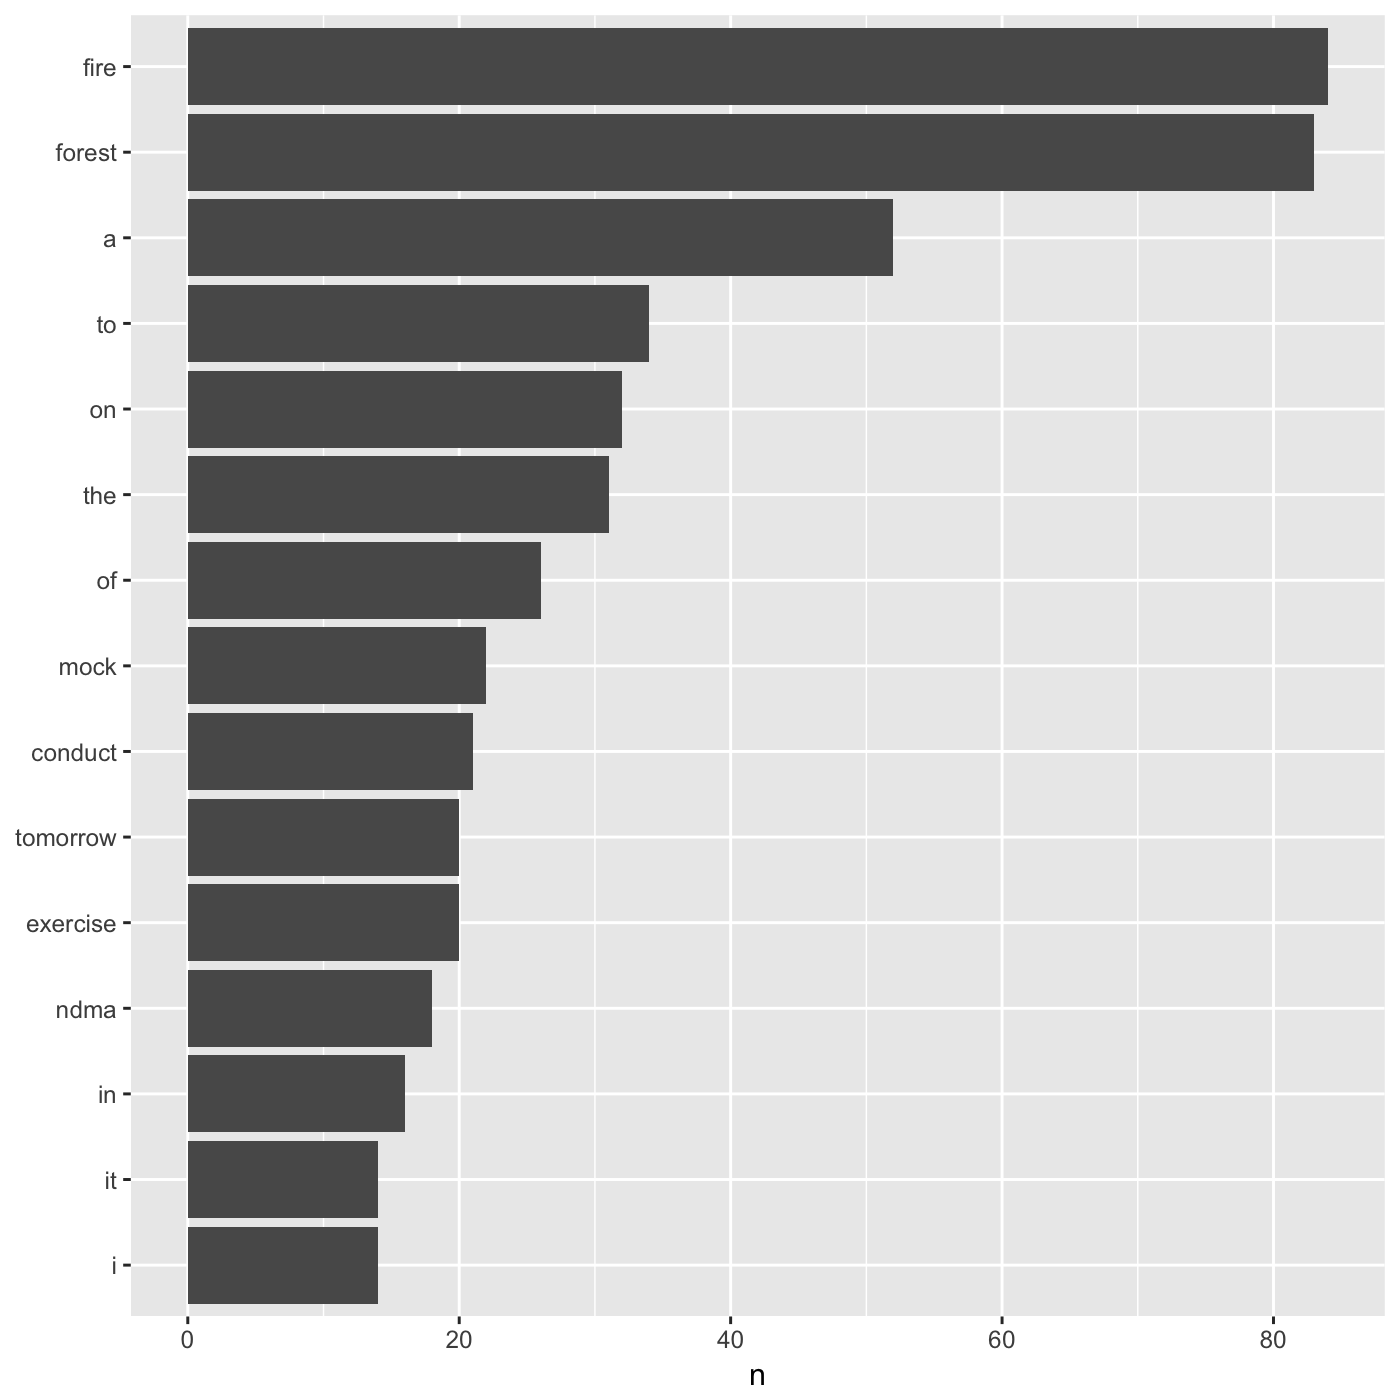 fire
forest
a
to
on
the
of
mock
conduct
tomorrow
exercise
ndma
in
it
i
0 20 40 60 80
n